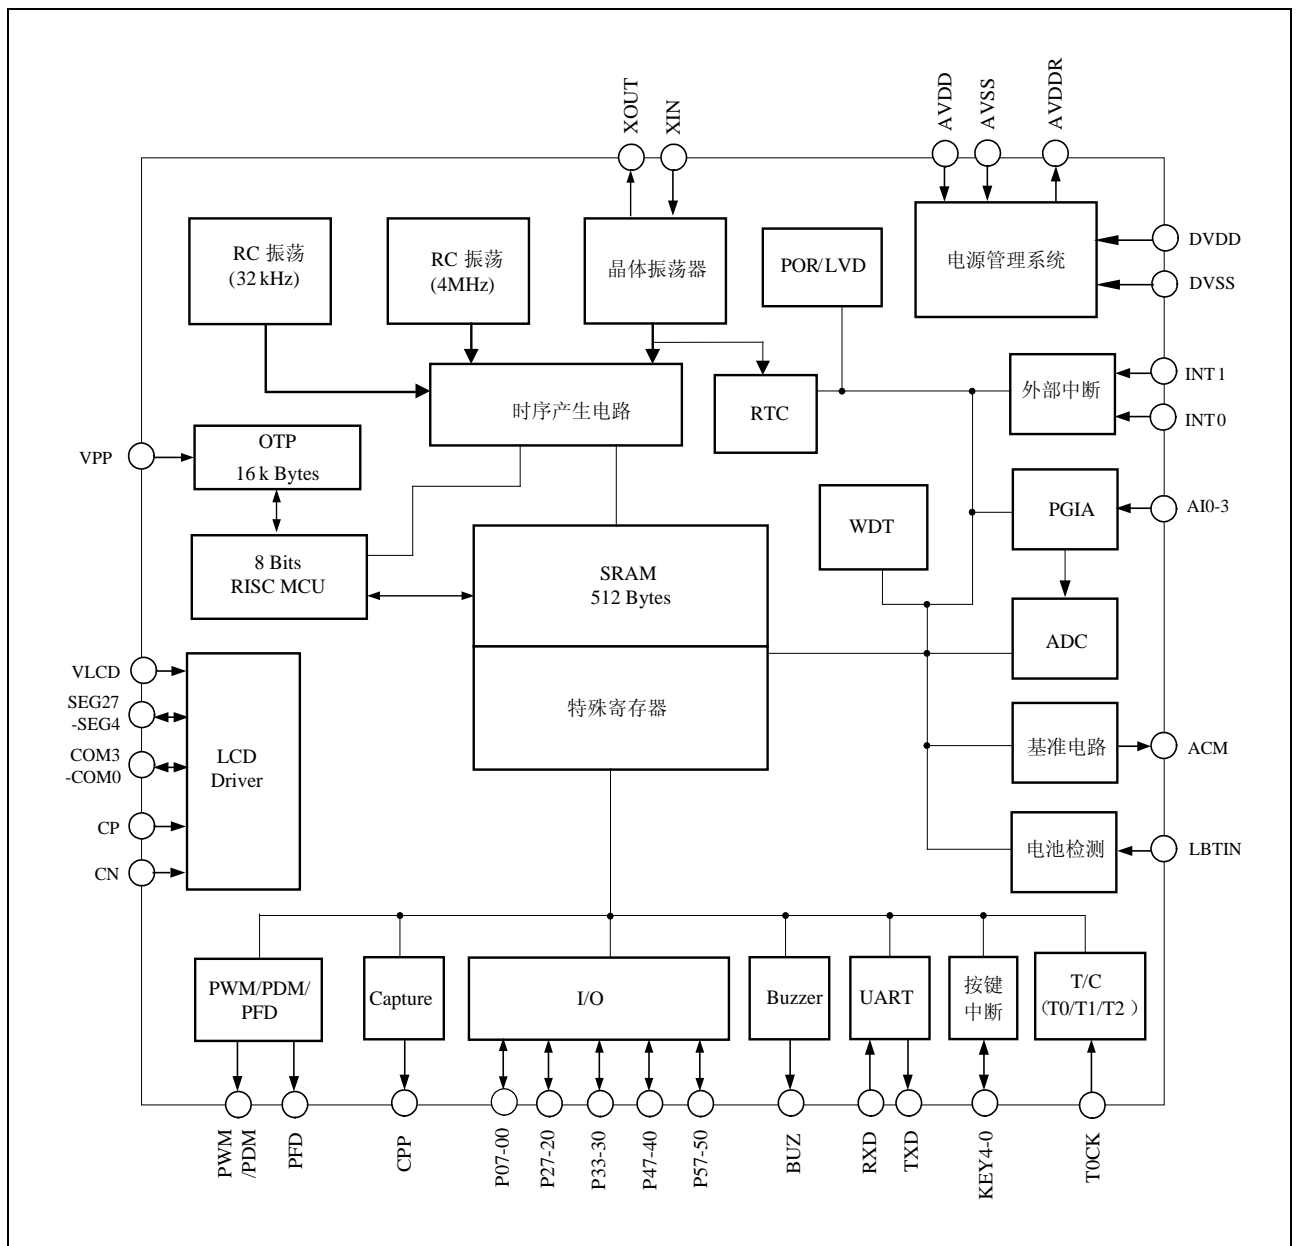 XOUT
XIN
AVDD
AVSS
AVDDR
RC 振荡
(32 kHz)
RC 振荡
(4MHz)
晶体振荡器
POR/LVD
电源管理系统
DVDD
DVSS
时序产生电路
RTC
外部中断
INT1
INT0
VPP
OTP
16 k Bytes
WDT
PGIA
AI0-3
8 Bits
RISC MCU
SRAM
512 Bytes
ADC
VLCD
SEG27
-SEG4
COM3
-COM0
CP
CN
LCD
Driver
特殊寄存器
基准电路
ACM
电池检测
LBTIN
PWM/PDM/
PFD
Capture
I/O
Buzzer
UART
按键
中断
T/C
（T0/T1/T2 ）
PWM
/PDM
PFD
CPP
P07-00
P27-20
P33-30
P47-40
P57-50
BUZ
RXD
TXD
KEY4-0
T0CK